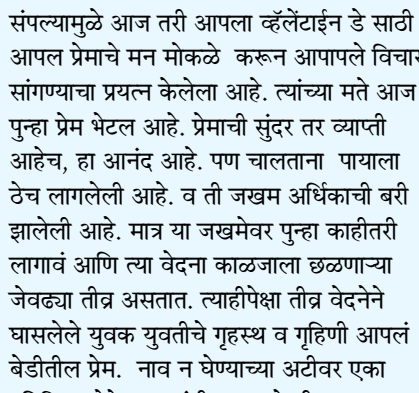 संपल्यामुळे आज तरी आपला व्हॅलेंटाईन डे साठी
आपल प्रेमाचे मन मोकळे करून आपापले विचार
सांगण्याचा प्रयत्न केलेला आहे. त्यांच्या मते आज
पुन्हा प्रेम भेटल आहे. प्रेमाची सुंदर तर व्याप्ती
आहेच, हा आनंद आहे. पण चालताना पायाला
ठेच लागलेली आहे. व ती जखम अर्धिकाची बरी
झालेली आहे. मात्र या जखमेवर पुन्हा काहीतरी
लागावं आणि त्या वेदना काळजाला छळणाऱ्या
जेवढ्या तीव्र असतात. त्याहीपेक्षा तीव्र वेदनेने
घासलेले युवक युवतीचे गृहस्थ व गृहिणी आपलं
बेडीतील प्रेम. नाव न घेण्याच्या अटीवर एका